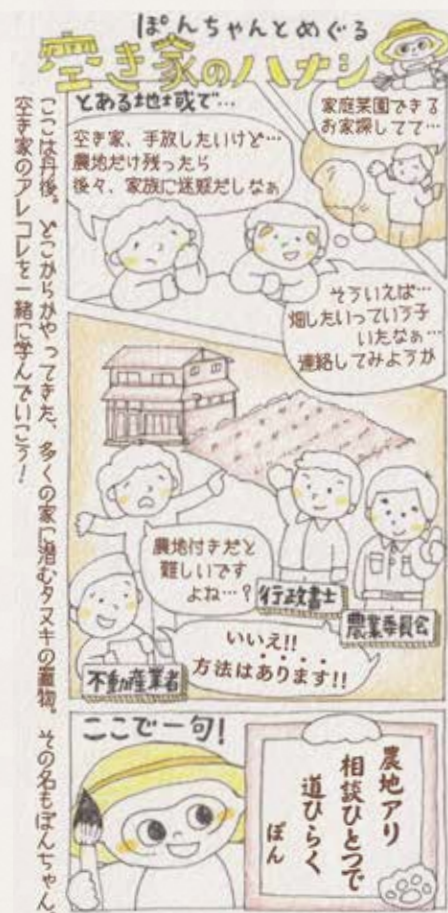 ぽんちゃんとめぐる
空き家のハナシ
ここは丹後。どこからかやってきた、多くの家に潜むタヌキの置物。その名もぽんちゃん。
空き家のアレコレを一緒に学んでいこう！
とある地域で…
家庭菜園できる
お家探してて…
空き家、手放したいけど…
農地だけ残ったら
後々、家族に迷惑だしなぁ
そういえば…
畑したいっていう子
いたなぁ…
連絡してみようか
農地付きだと
難しいです
よね…？
行政書士
農業委員会
不動産業者
いいえ!!
方法はあります!!
ここで一句!
農地アリ
相談ひとつで
道ひらく
ぽん